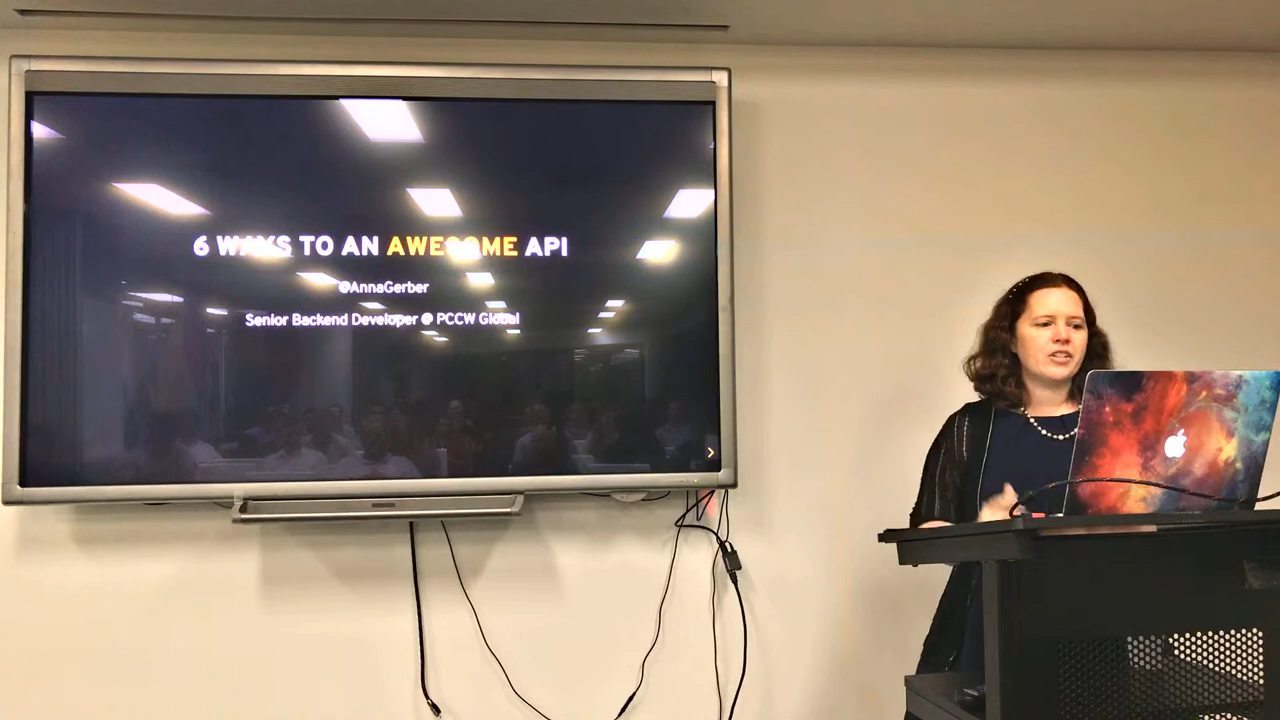 6 WAYS TO AN AWESOME API
@AnnaGerber
Senior Backend Developer @ PCCW Global